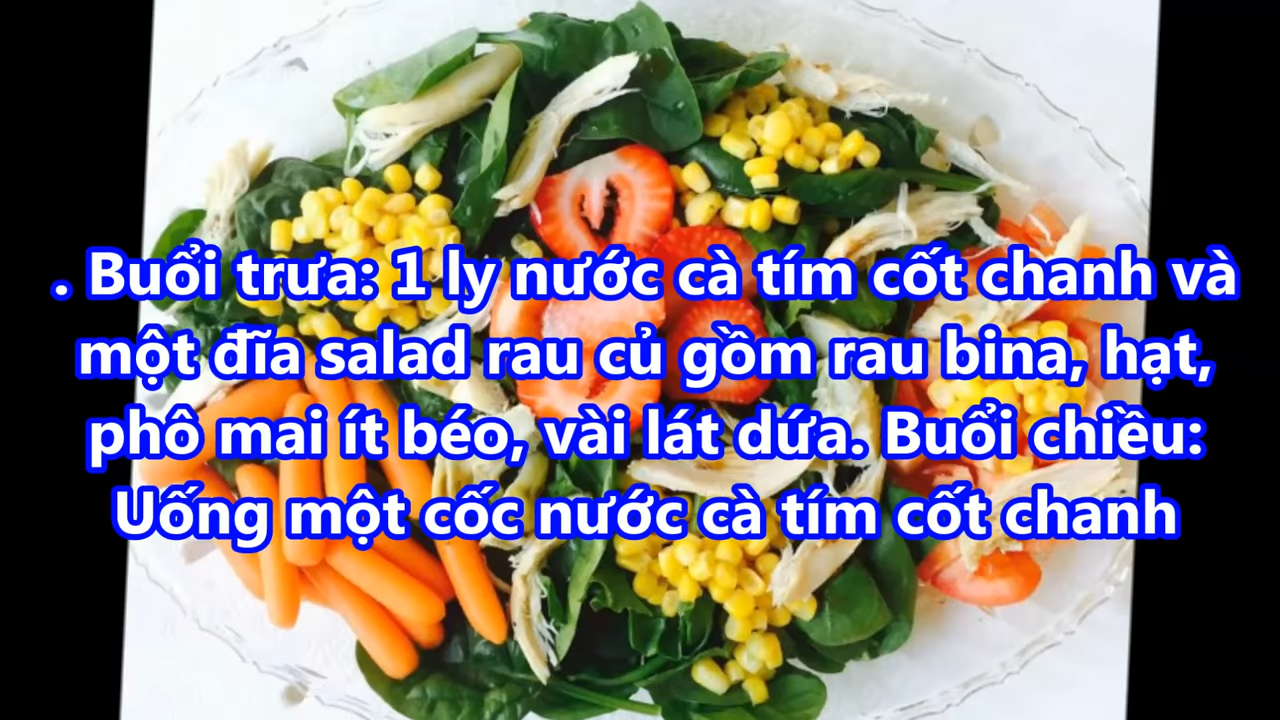 . Buổi trưa: 1 ly nước cà tím cốt chanh và
một đĩa salad rau củ gồm rau bina, hạt,
phô mai ít béo, vài lát dứa. Buổi chiều:
Uống một cốc nước cà tím cốt chanh